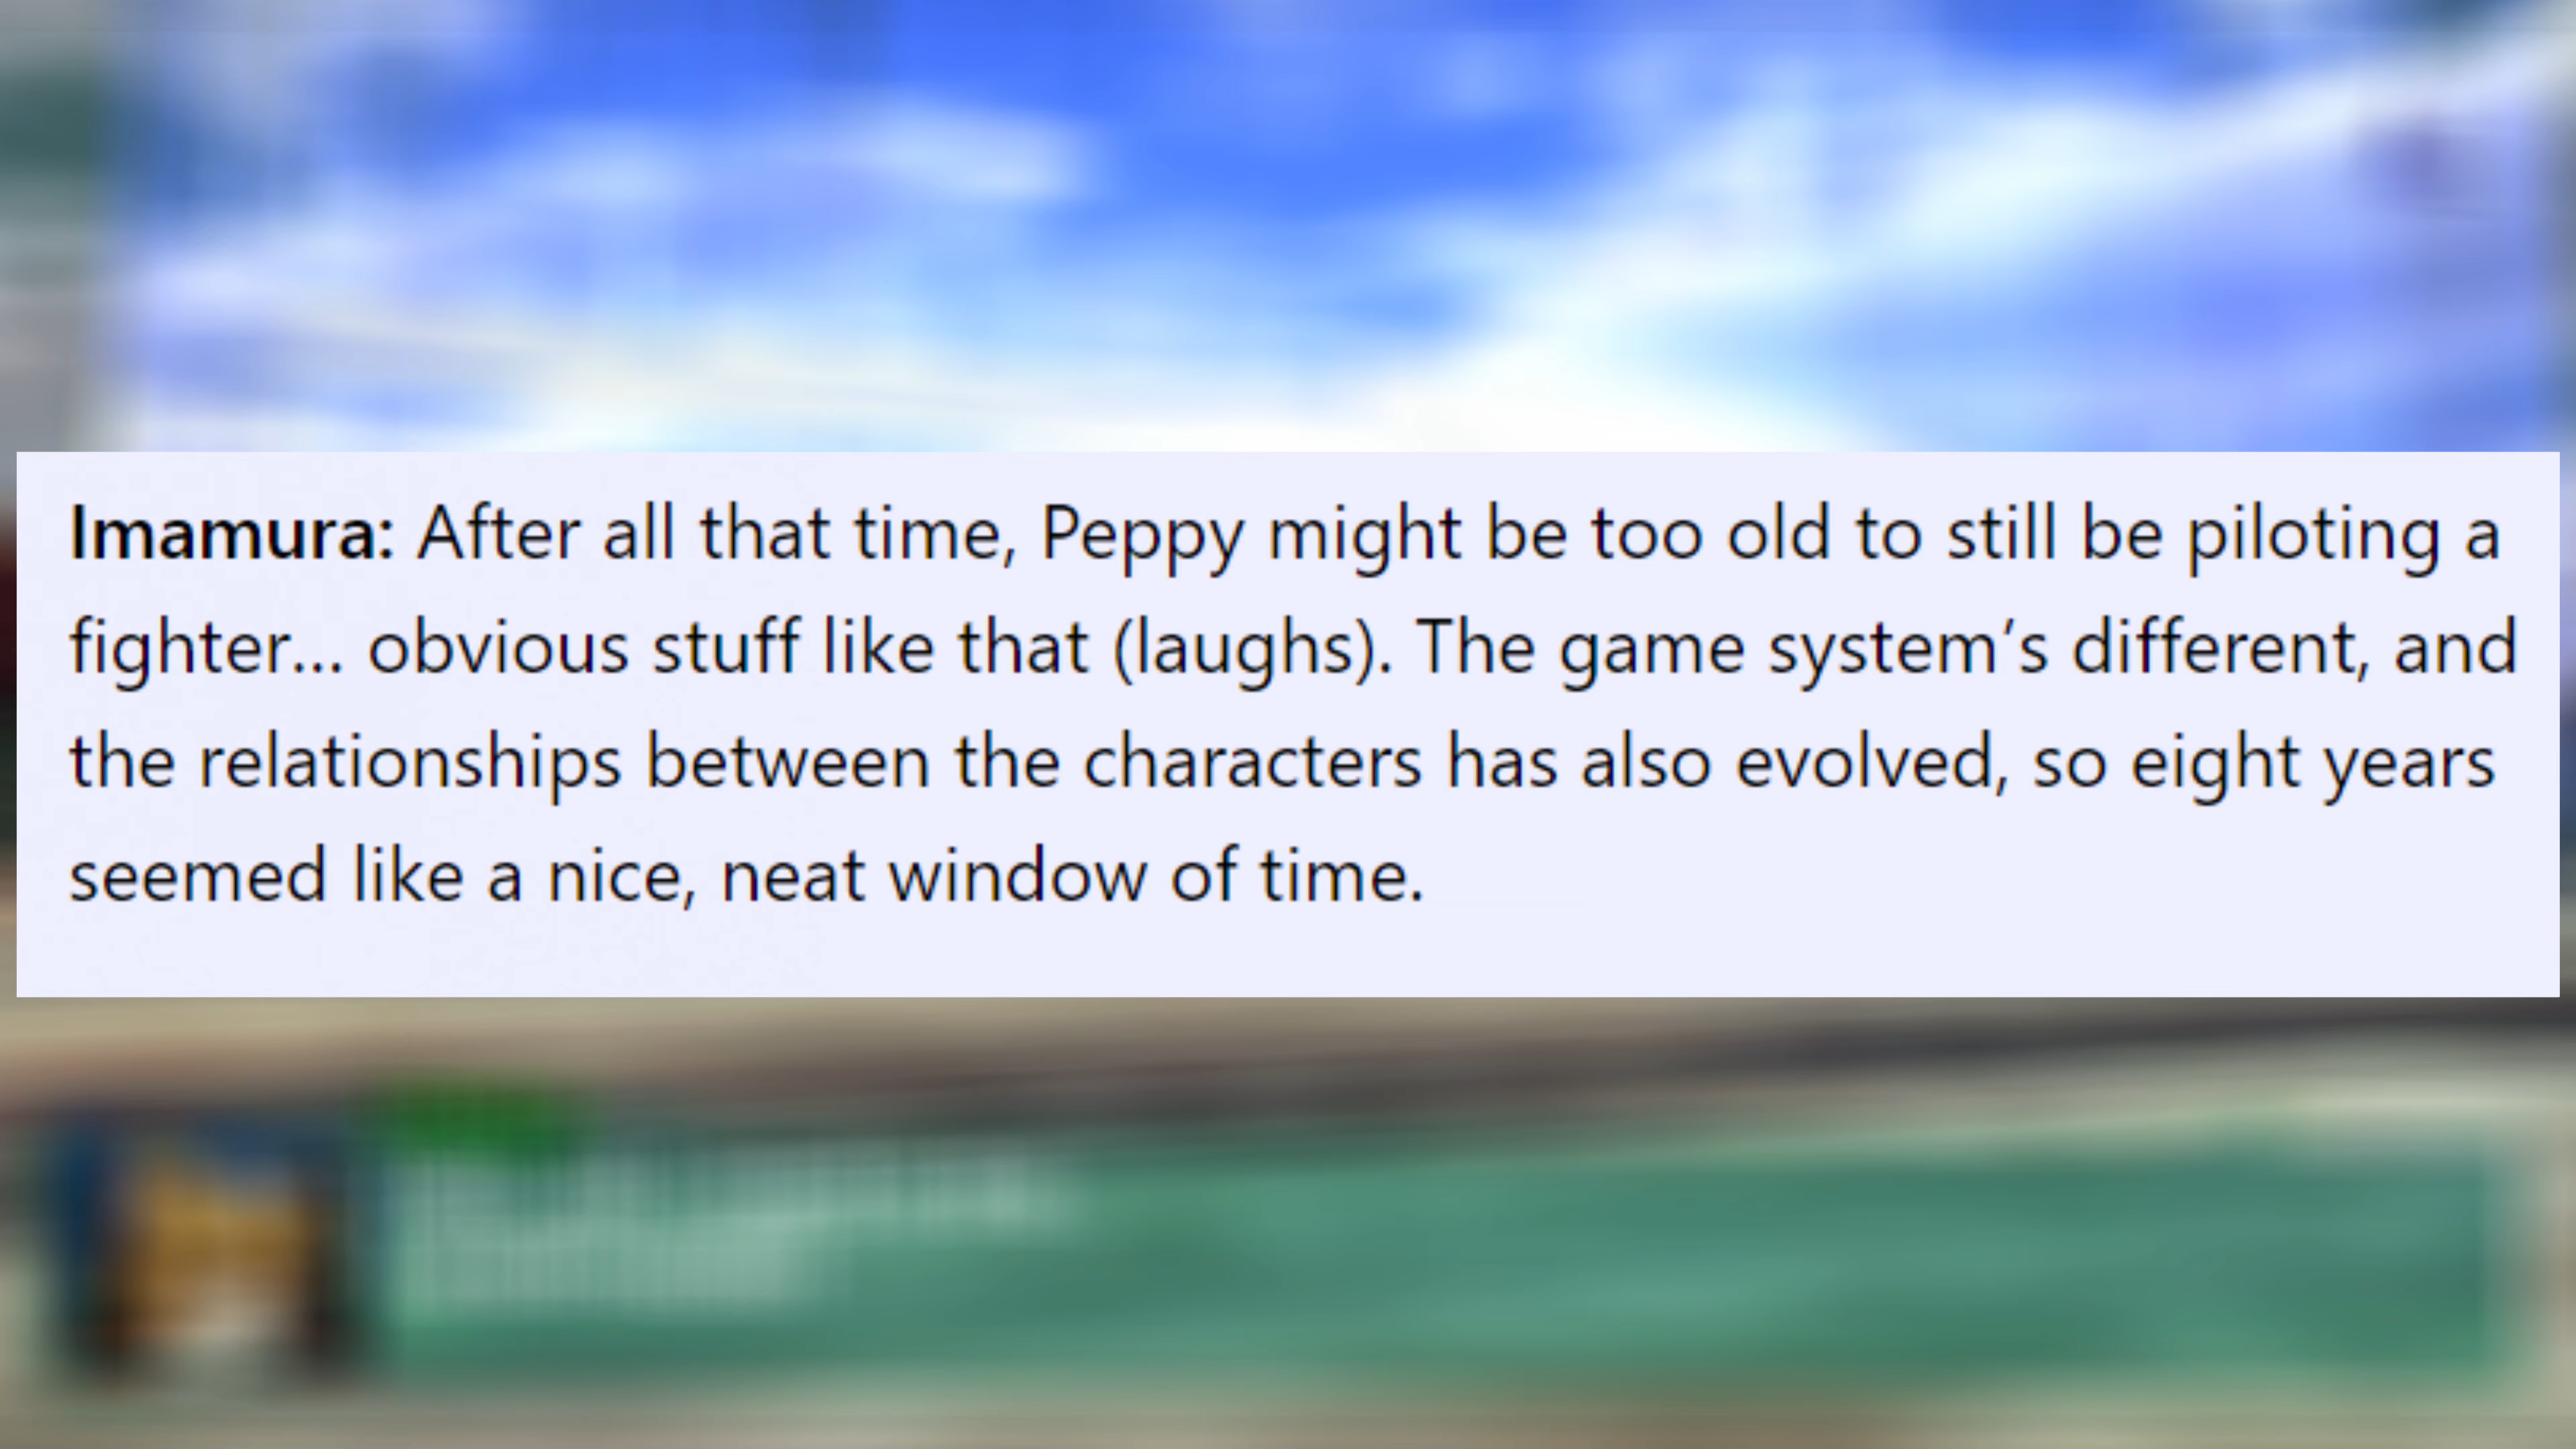 Imamura: After all that time, Peppy might be too old to still be piloting a
fighter... obvious stuff like that (laughs). The game system’s different, and
the relationships between the characters has also evolved, so eight years
seemed like a nice, neat window of time.